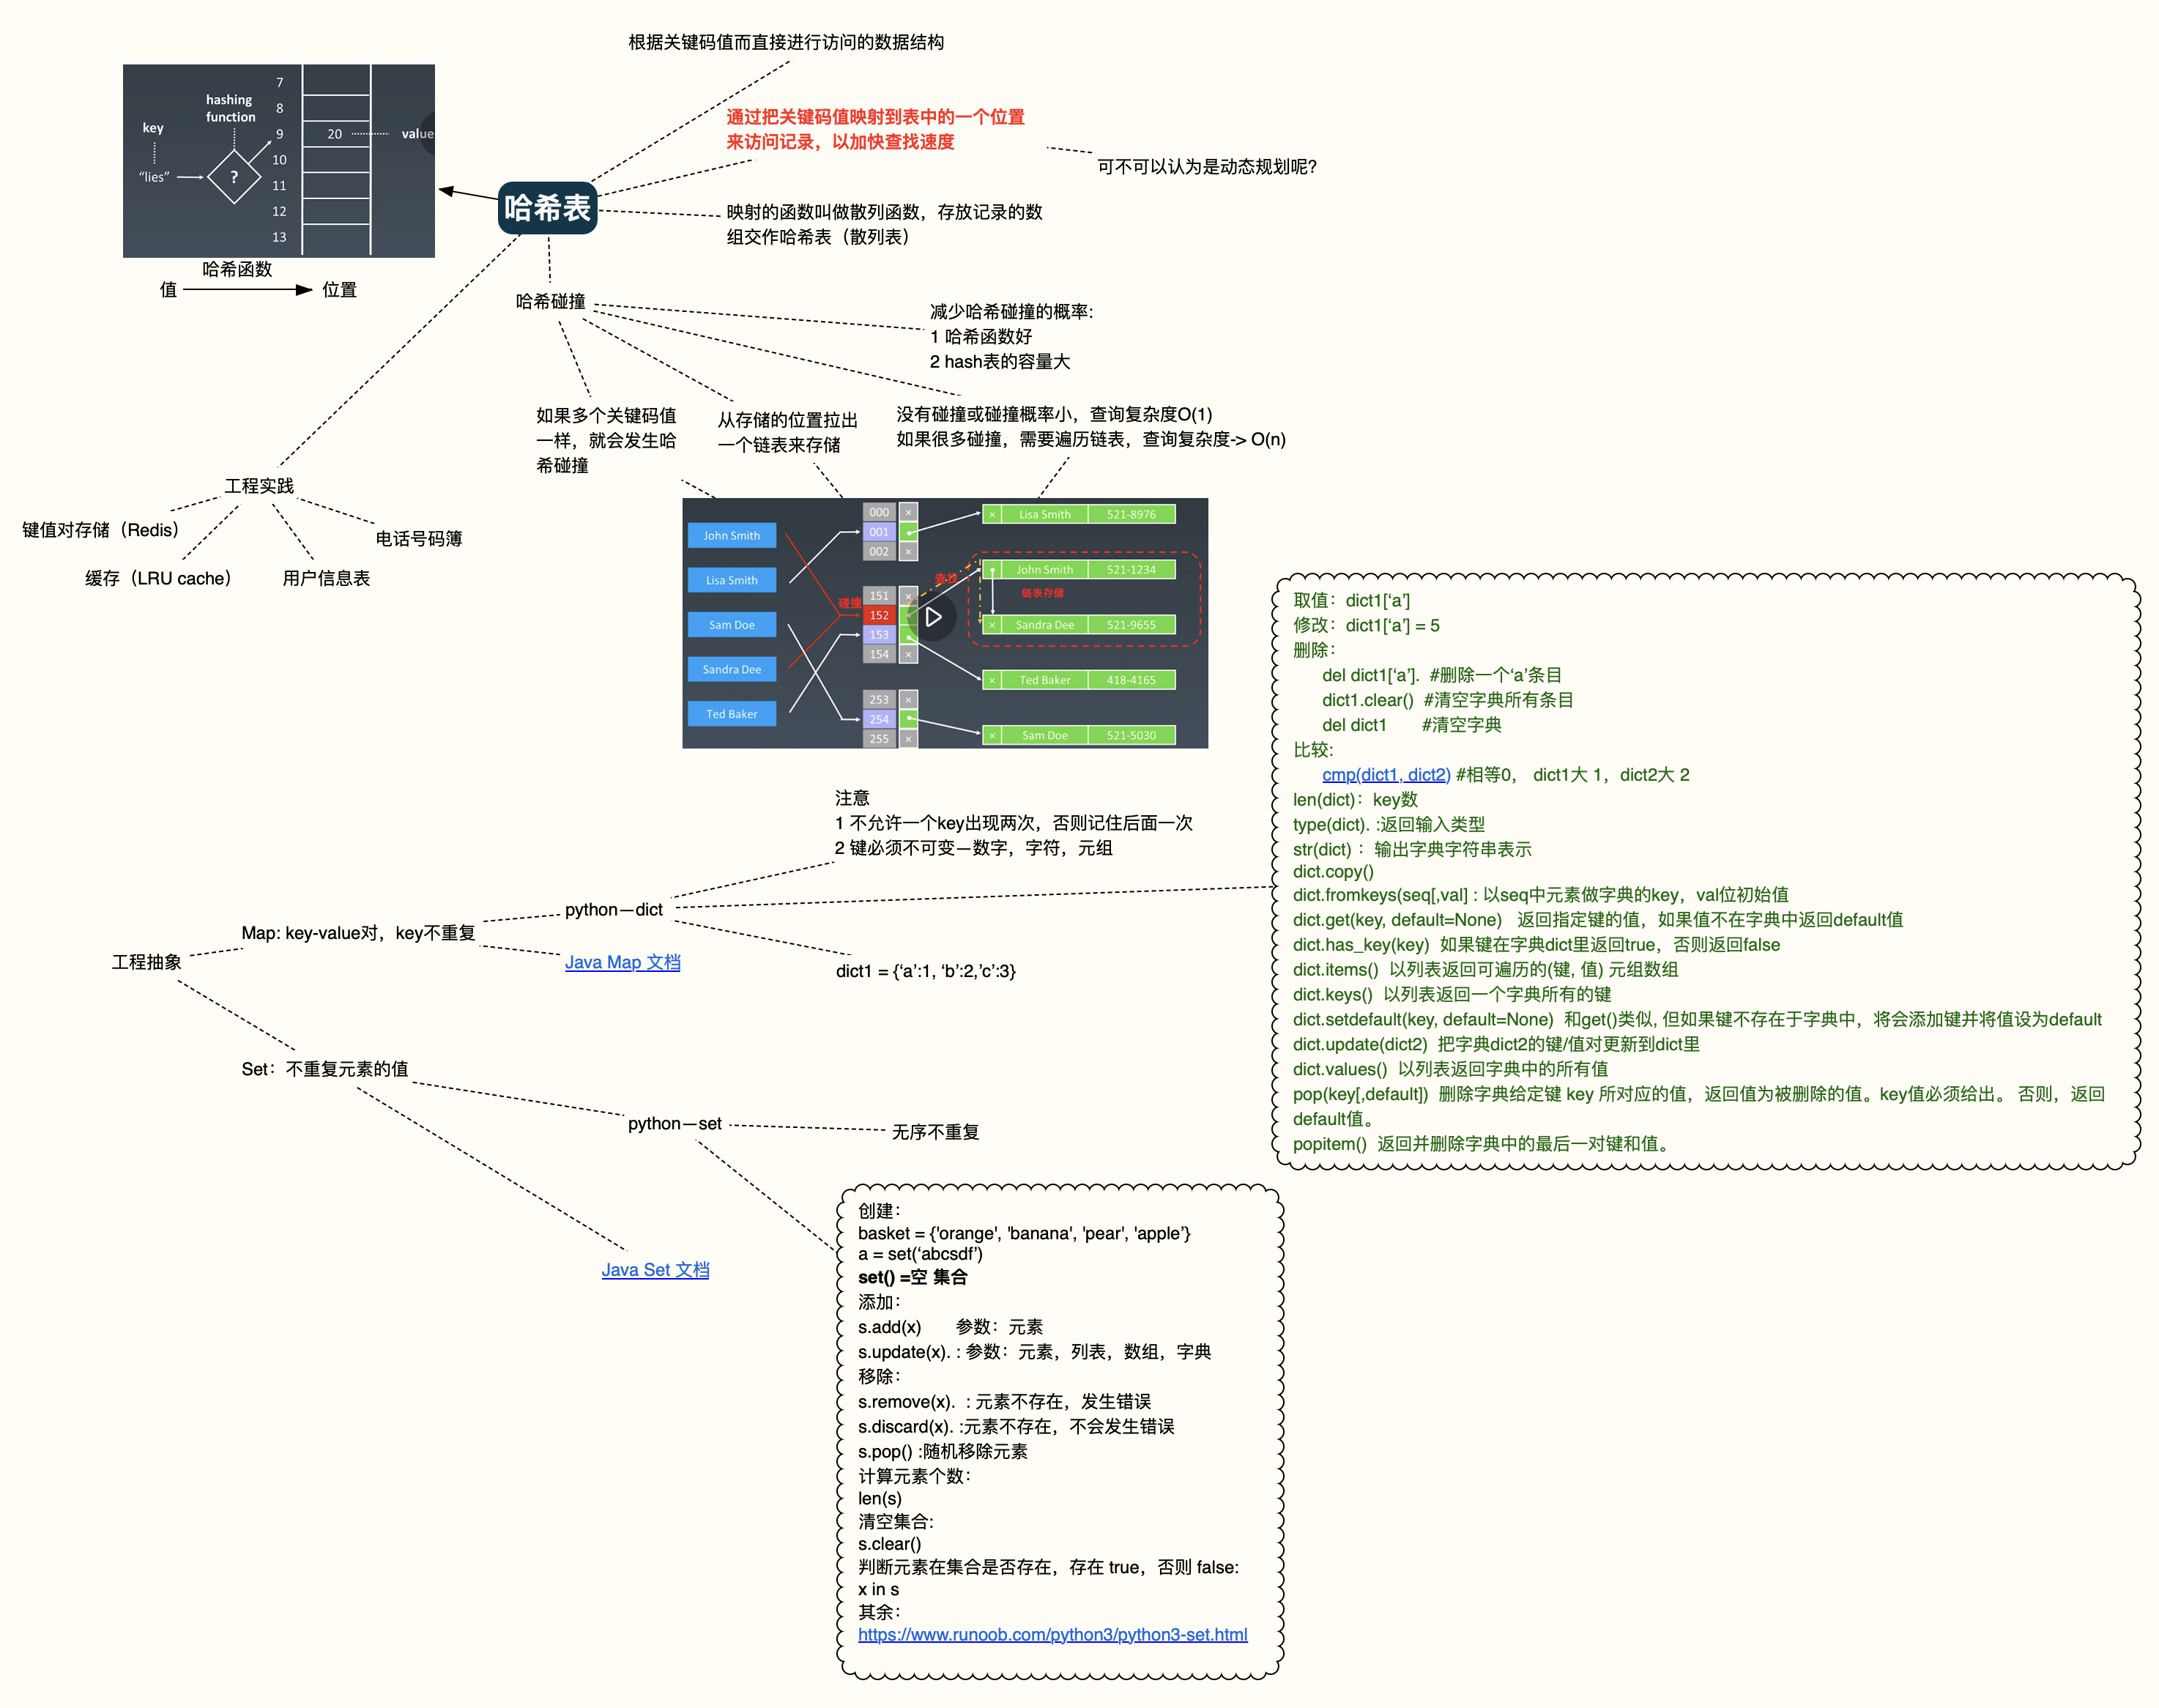 根据关键码值而直接进行访问的数据结构
通过把关键码值映射到表中的一个位置
来访问记录，以加快查找速度
可不可以认为是动态规划呢?
哈希表
映射的函数叫做散列函数，存放记录的数
组交作哈希表（散列表）
key
hashing
function
"lies"
?
7
8
9
10
11
12
13
20
value
哈希函数
值
位置
哈希碰撞
减少哈希碰撞的概率:
1 哈希函数好
2 hash表的容量大
如果多个关键码值
一样，就会发生哈
希碰撞
从存储的位置拉出
一个链表来存储
没有碰撞或碰撞概率小，查询复杂度O(1)
如果很多碰撞，需要遍历链表，查询复杂度-> O(n)
工程实践
键值对存储（Redis）
缓存（LRU cache）
用户信息表
电话号码簿
John Smith
Lisa Smith
Sam Doe
Sandra Dee
Ted Baker
碰撞
000 ×
001
002 ×
151 ×
152
153
154 ×
253 ×
254
255 ×
查找
× Lisa Smith 521-8976
John Smith 521-1234
链表存储
× Sandra Dee 521-9655
× Ted Baker 418-4165
× Sam Doe 521-5030
取值：dict1[‘a’]
修改：dict1[‘a’] = 5
删除：
del dict1[‘a’].  #删除一个‘a’条目
dict1.clear()  #清空字典所有条目
del dict1       #清空字典
比较:
cmp(dict1, dict2) #相等0， dict1大 1，dict2大 2
len(dict)：key数
type(dict). :返回输入类型
str(dict) ：输出字典字符串表示
dict.copy()
dict.fromkeys(seq[,val] : 以seq中元素做字典的key，val位初始值
dict.get(key, default=None)   返回指定键的值，如果值不在字典中返回default值
dict.has_key(key)  如果键在字典dict里返回true，否则返回false
dict.items()  以列表返回可遍历的(键, 值) 元组数组
dict.keys()  以列表返回一个字典所有的键
dict.setdefault(key, default=None)  和get()类似, 但如果键不存在于字典中，将会添加键并将值设为default
dict.update(dict2)  把字典dict2的键/值对更新到dict里
dict.values()  以列表返回字典中的所有值
pop(key[,default])  删除字典给定键 key 所对应的值，返回值为被删除的值。key值必须给出。 否则，返回
default值。
popitem()  返回并删除字典中的最后一对键和值。
注意
1 不允许一个key出现两次，否则记住后面一次
2 键必须不可变—数字，字符，元组
python—dict
dict1 = {‘a’:1, ‘b’:2,’c’:3}
Map: key-value对，key不重复
Java Map 文档
工程抽象
Set：不重复元素的值
python—set
无序不重复
Java Set 文档
创建：
basket = {'orange', 'banana', 'pear', 'apple’}
a = set(‘abcsdf’)
set() =空 集合
添加：
s.add(x)       参数：元素
s.update(x). : 参数：元素，列表，数组，字典
移除：
s.remove(x).  : 元素不存在，发生错误
s.discard(x). :元素不存在，不会发生错误
s.pop() :随机移除元素
计算元素个数：
len(s)
清空集合:
s.clear()
判断元素在集合是否存在，存在 true，否则 false:
x in s
其余：
https://www.runoob.com/python3/python3-set.html